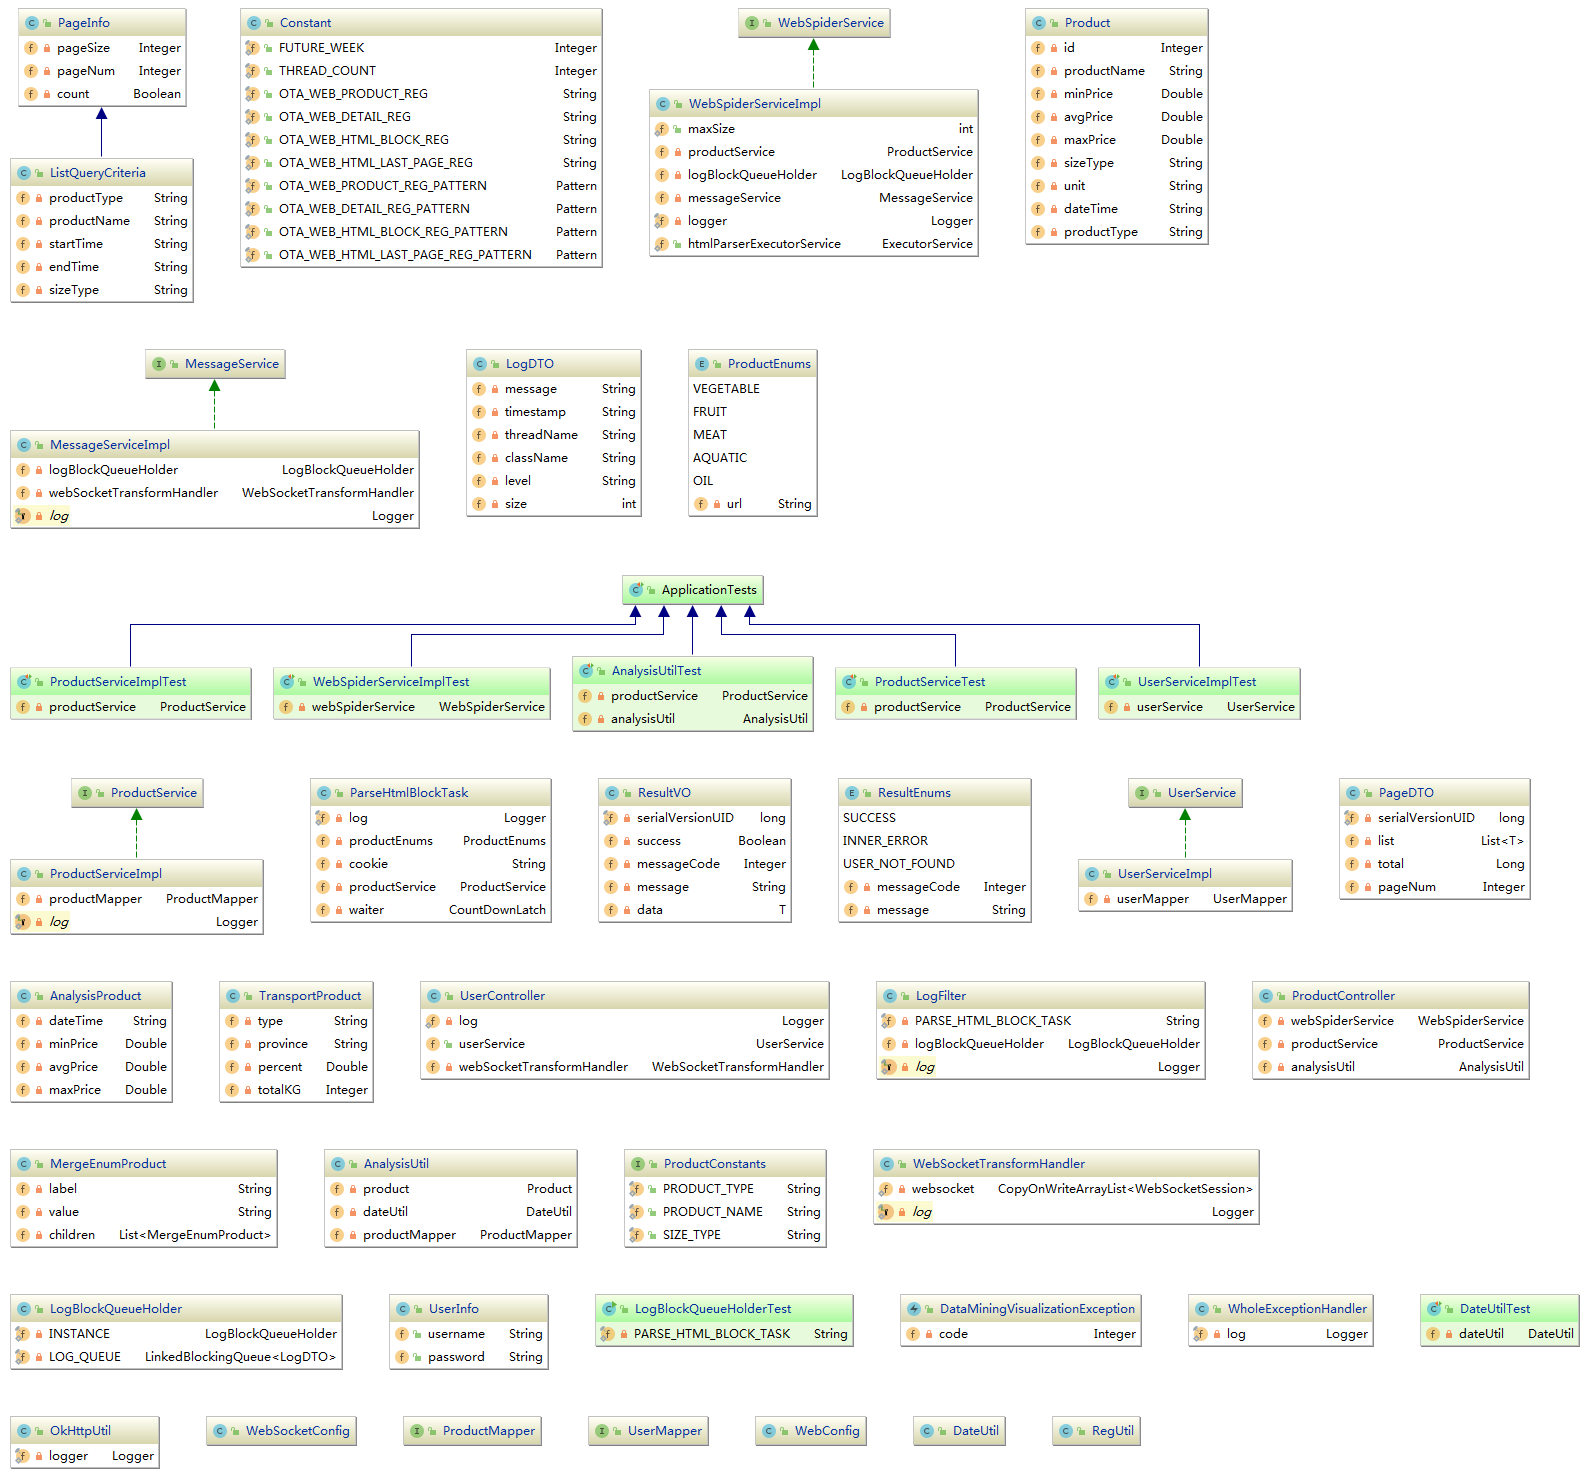 PageInfo
pageSize Integer
pageNum Integer
count Boolean
ListQueryCriteria
productType String
productName String
startTime String
endTime String
sizeType String
Constant
FUTURE_WEEK Integer
THREAD_COUNT Integer
OTA_WEB_PRODUCT_REG String
OTA_WEB_DETAIL_REG String
OTA_WEB_HTML_BLOCK_REG String
OTA_WEB_HTML_LAST_PAGE_REG String
OTA_WEB_PRODUCT_REG_PATTERN Pattern
OTA_WEB_DETAIL_REG_PATTERN Pattern
OTA_WEB_HTML_BLOCK_REG_PATTERN Pattern
OTA_WEB_HTML_LAST_PAGE_REG_PATTERN Pattern
WebSpiderService
WebSpiderServiceImpl
maxSize int
productService ProductService
logBlockQueueHolder LogBlockQueueHolder
messageService MessageService
logger Logger
htmlParserExecutorService ExecutorService
Product
id Integer
productName String
minPrice Double
avgPrice Double
maxPrice Double
sizeType String
unit String
dateTime String
productType String
MessageService
MessageServiceImpl
logBlockQueueHolder LogBlockQueueHolder
webSocketTransformHandler WebSocketTransformHandler
log Logger
LogDTO
message String
timestamp String
threadName String
className String
level String
size int
ProductEnums
VEGETABLE
FRUIT
MEAT
AQUATIC
OIL
url String
ApplicationTests
ProductServiceImplTest
productService ProductService
WebSpiderServiceImplTest
webSpiderService WebSpiderService
AnalysisUtilTest
productService ProductService
analysisUtil AnalysisUtil
ProductServiceTest
productService ProductService
UserServiceImplTest
userService UserService
ProductService
ProductServiceImpl
productMapper ProductMapper
log Logger
ParseHtmlBlockTask
log Logger
productEnums ProductEnums
cookie String
productService ProductService
waiter CountDownLatch
ResultVO
serialVersionUID long
success Boolean
messageCode Integer
message String
data T
ResultEnums
SUCCESS
INNER_ERROR
USER_NOT_FOUND
messageCode Integer
message String
UserService
UserServiceImpl
userMapper UserMapper
PageDTO
serialVersionUID long
list List<T>
total Long
pageNum Integer
AnalysisProduct
dateTime String
minPrice Double
avgPrice Double
maxPrice Double
TransportProduct
type String
province String
percent Double
totalKG Integer
UserController
log Logger
userService UserService
webSocketTransformHandler WebSocketTransformHandler
LogFilter
PARSE_HTML_BLOCK_TASK String
logBlockQueueHolder LogBlockQueueHolder
log Logger
ProductController
webSpiderService WebSpiderService
productService ProductService
analysisUtil AnalysisUtil
MergeEnumProduct
label String
value String
children List<MergeEnumProduct>
AnalysisUtil
product Product
dateUtil DateUtil
productMapper ProductMapper
ProductConstants
PRODUCT_TYPE String
PRODUCT_NAME String
SIZE_TYPE String
WebSocketTransformHandler
websocket CopyOnWriteArrayList<WebSocketSession>
log Logger
LogBlockQueueHolder
INSTANCE LogBlockQueueHolder
LOG_QUEUE LinkedBlockingQueue<LogDTO>
UserInfo
username String
password String
LogBlockQueueHolderTest
PARSE_HTML_BLOCK_TASK String
DataMiningVisualizationException
code Integer
WholeExceptionHandler
log Logger
DateUtilTest
dateUtil DateUtil
OkHttpUtil
logger Logger
WebSocketConfig
ProductMapper
UserMapper
WebConfig
DateUtil
RegUtil